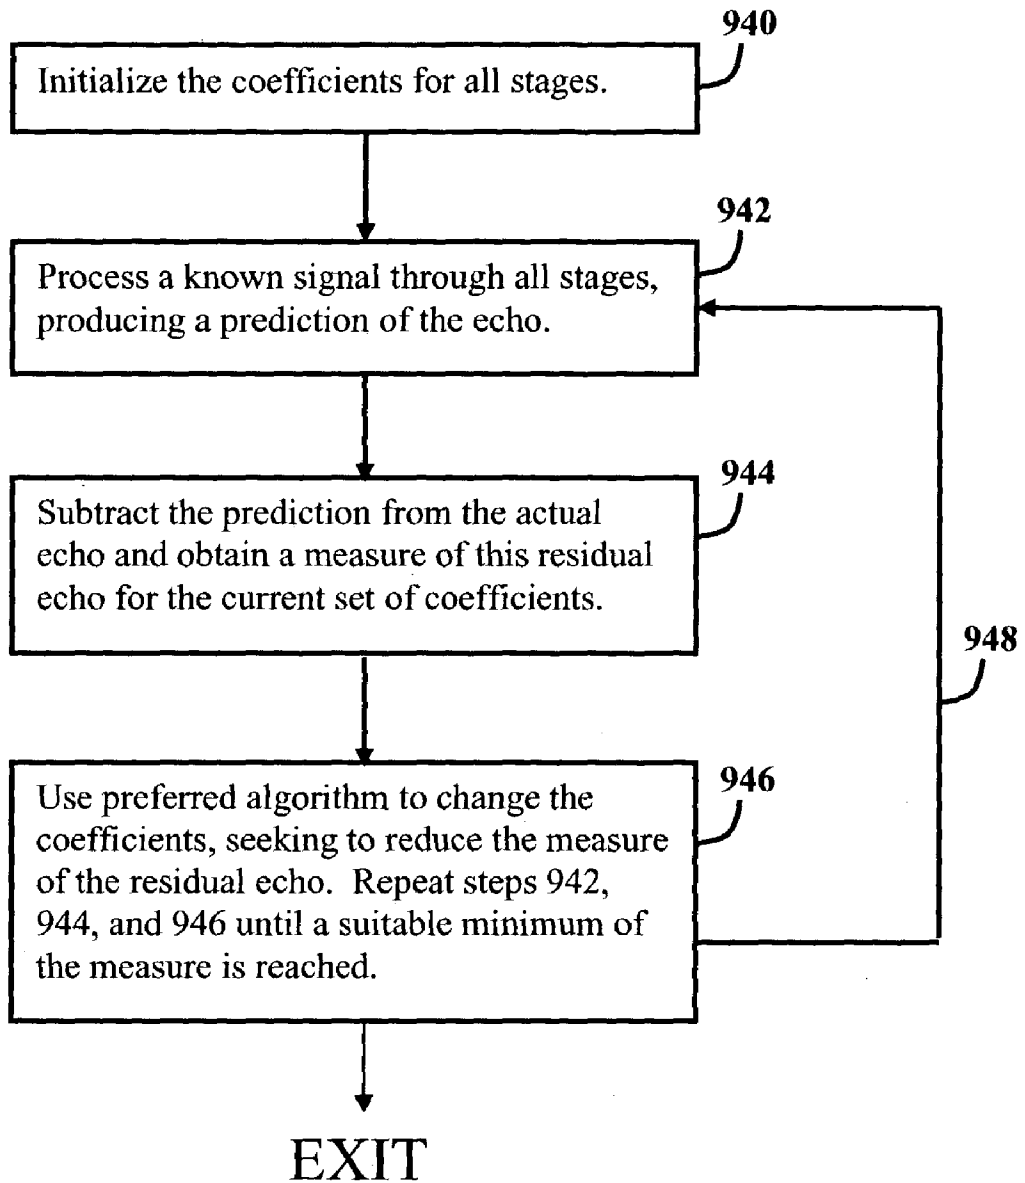 940
Initialize the coefficients for all stages.
942
Process a known signal through all stages,
producing a prediction of the echo.
944
Subtract the prediction from the actual
echo and obtain a measure of this residual
echo for the current set of coefficients.
948
946
Use preferred algorithm to change the
coefficients, seeking to reduce the measure
of the residual echo. Repeat steps 942,
944, and 946 until a suitable minimum of
the measure is reached.
EXIT